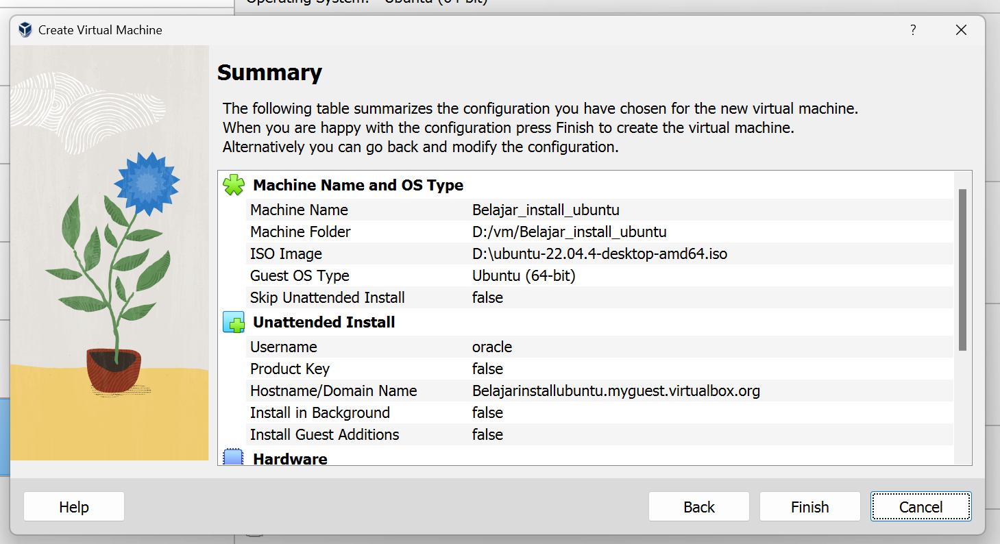 Operating System: Ubuntu (64-bit)
Create Virtual Machine
?
Summary
The following table summarizes the configuration you have chosen for the new virtual machine.
When you are happy with the configuration press Finish to create the virtual machine.
Alternatively you can go back and modify the configuration.
Machine Name and OS Type
Machine Name Belajar_install_ubuntu
Machine Folder D:/vm/Belajar_install_ubuntu
ISO Image D:\ubuntu-22.04.4-desktop-amd64.iso
Guest OS Type Ubuntu (64-bit)
Skip Unattended Install false
Unattended Install
Username oracle
Product Key false
Hostname/Domain Name Belajarinstallubuntu.myguest.virtualbox.org
Install in Background false
Install Guest Additions false
Hardware
Help Back Finish Cancel